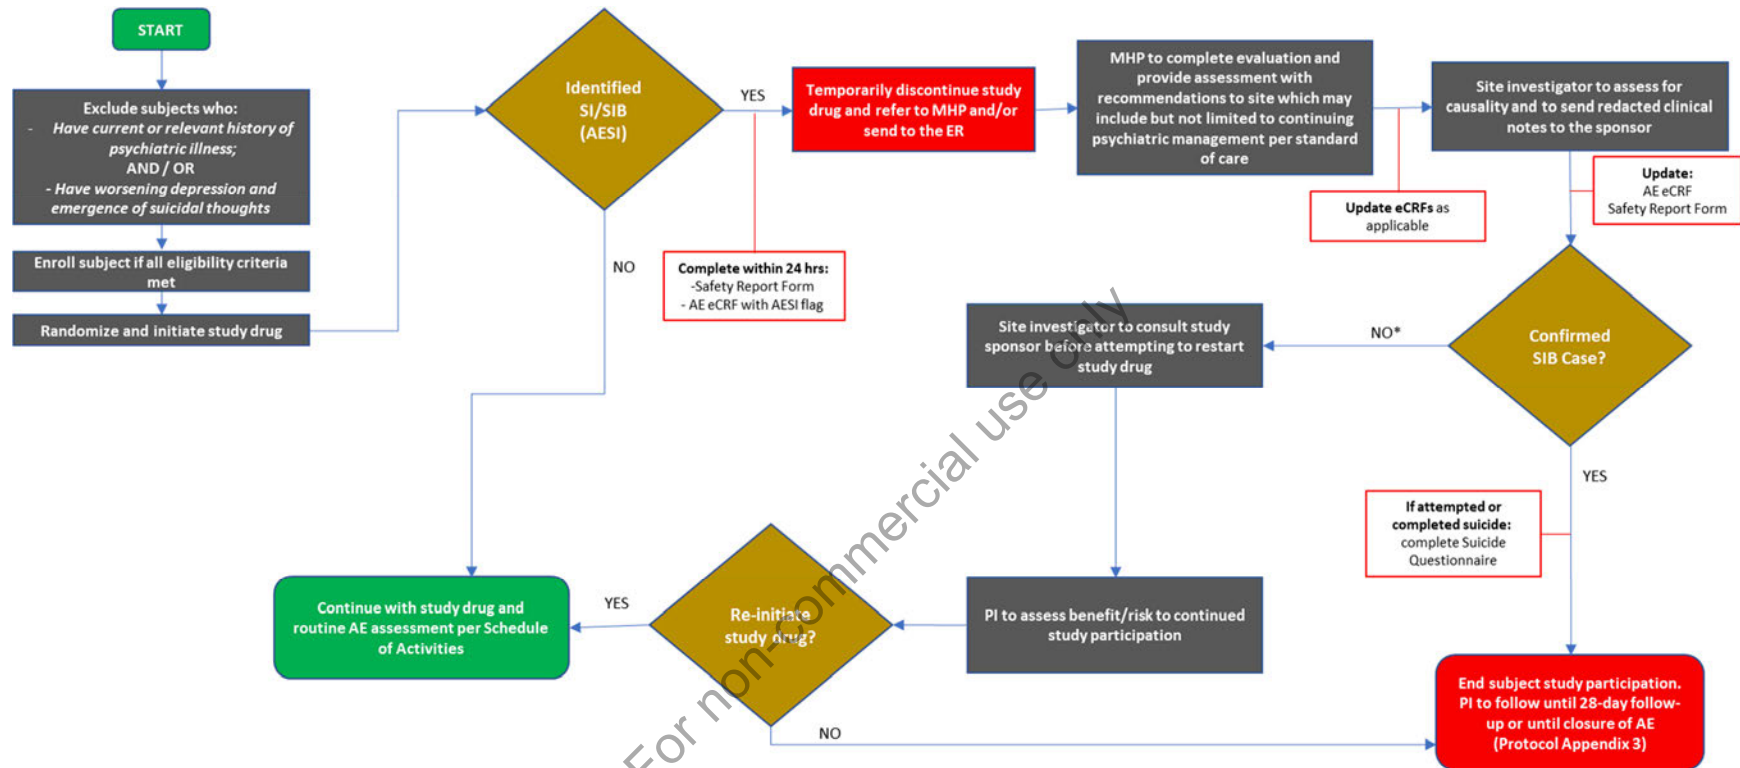 START
Exclude subjects who:
- Have current or relevant history of
psychiatric illness;
AND / OR
- Have worsening depression and
emergence of suicidal thoughts
Enroll subject if all eligibility criteria
met
Randomize and initiate study drug
Identified
SI/SIB
(AESI)
YES
NO
Complete within 24 hrs:
-Safety Report Form
- AE eCRF with AESI flag
Temporarily discontinue study
drug and refer to MHP and/or
send to the ER
MHP to complete evaluation and
provide assessment with
recommendations to site which may
include but not limited to continuing
psychiatric management per standard
of care
Update eCRFs as
applicable
Site investigator to assess for
causality and to send redacted clinical
notes to the sponsor
Update:
AE eCRF
Safety Report Form
Confirmed
SIB Case?
NO*
YES
Site investigator to consult study
sponsor before attempting to restart
study drug
If attempted or
completed suicide:
complete Suicide
Questionnaire
PI to assess benefit/risk to continued
study participation
Re-initiate
study drug?
YES
NO
Continue with study drug and
routine AE assessment per Schedule
of Activities
End subject study participation.
PI to follow until 28-day follow-
up or until closure of AE
(Protocol Appendix 3)
For non-commercial use only